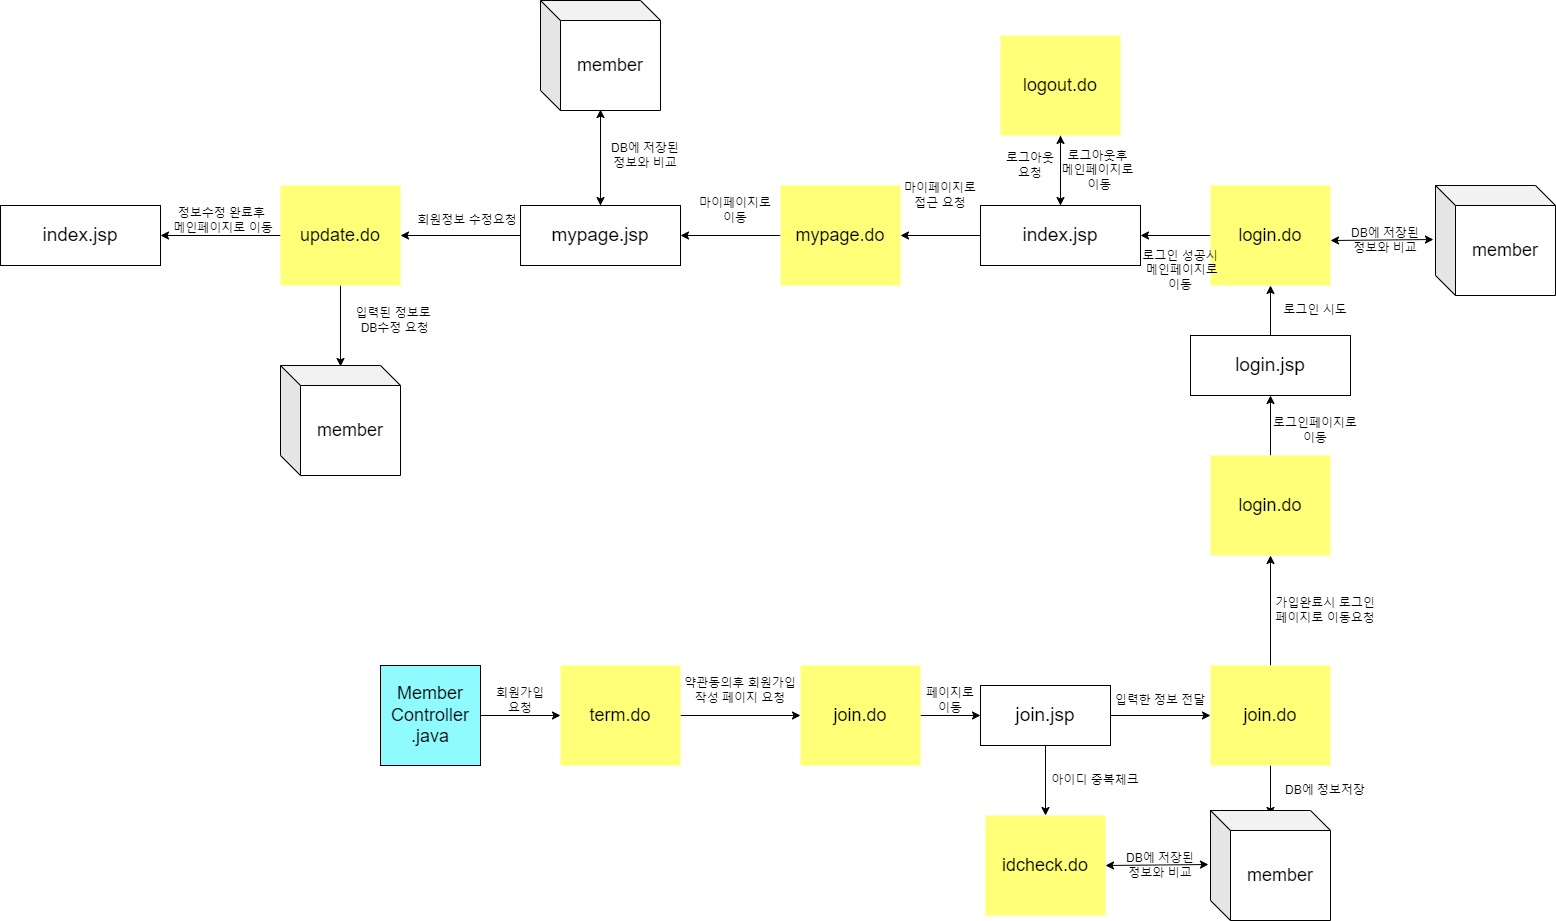 member
logout.do
DB에 저장된
정보와 비교
로그아웃
요청
로그아웃후
메인페이지로
이동
index.jsp
정보수정 완료후
메인페이지로 이동
update.do
회원정보 수정요청
mypage.jsp
마이페이지로
이동
mypage.do
마이페이지로
접근 요청
index.jsp
로그인 성공시
메인페이지로
이동
login.do
DB에 저장된
정보와 비교
member
입력된 정보로
DB수정 요청
로그인 시도
login.jsp
member
로그인페이지로
이동
login.do
가입완료시 로그인
페이지로 이동요청
Member
Controller
.java
회원가입
요청
term.do
약관동의후 회원가입
작성 페이지 요청
join.do
페이지로
이동
join.jsp
입력한 정보 전달
join.do
아이디 중복체크
DB에 정보저장
idcheck.do
DB에 저장된
정보와 비교
member